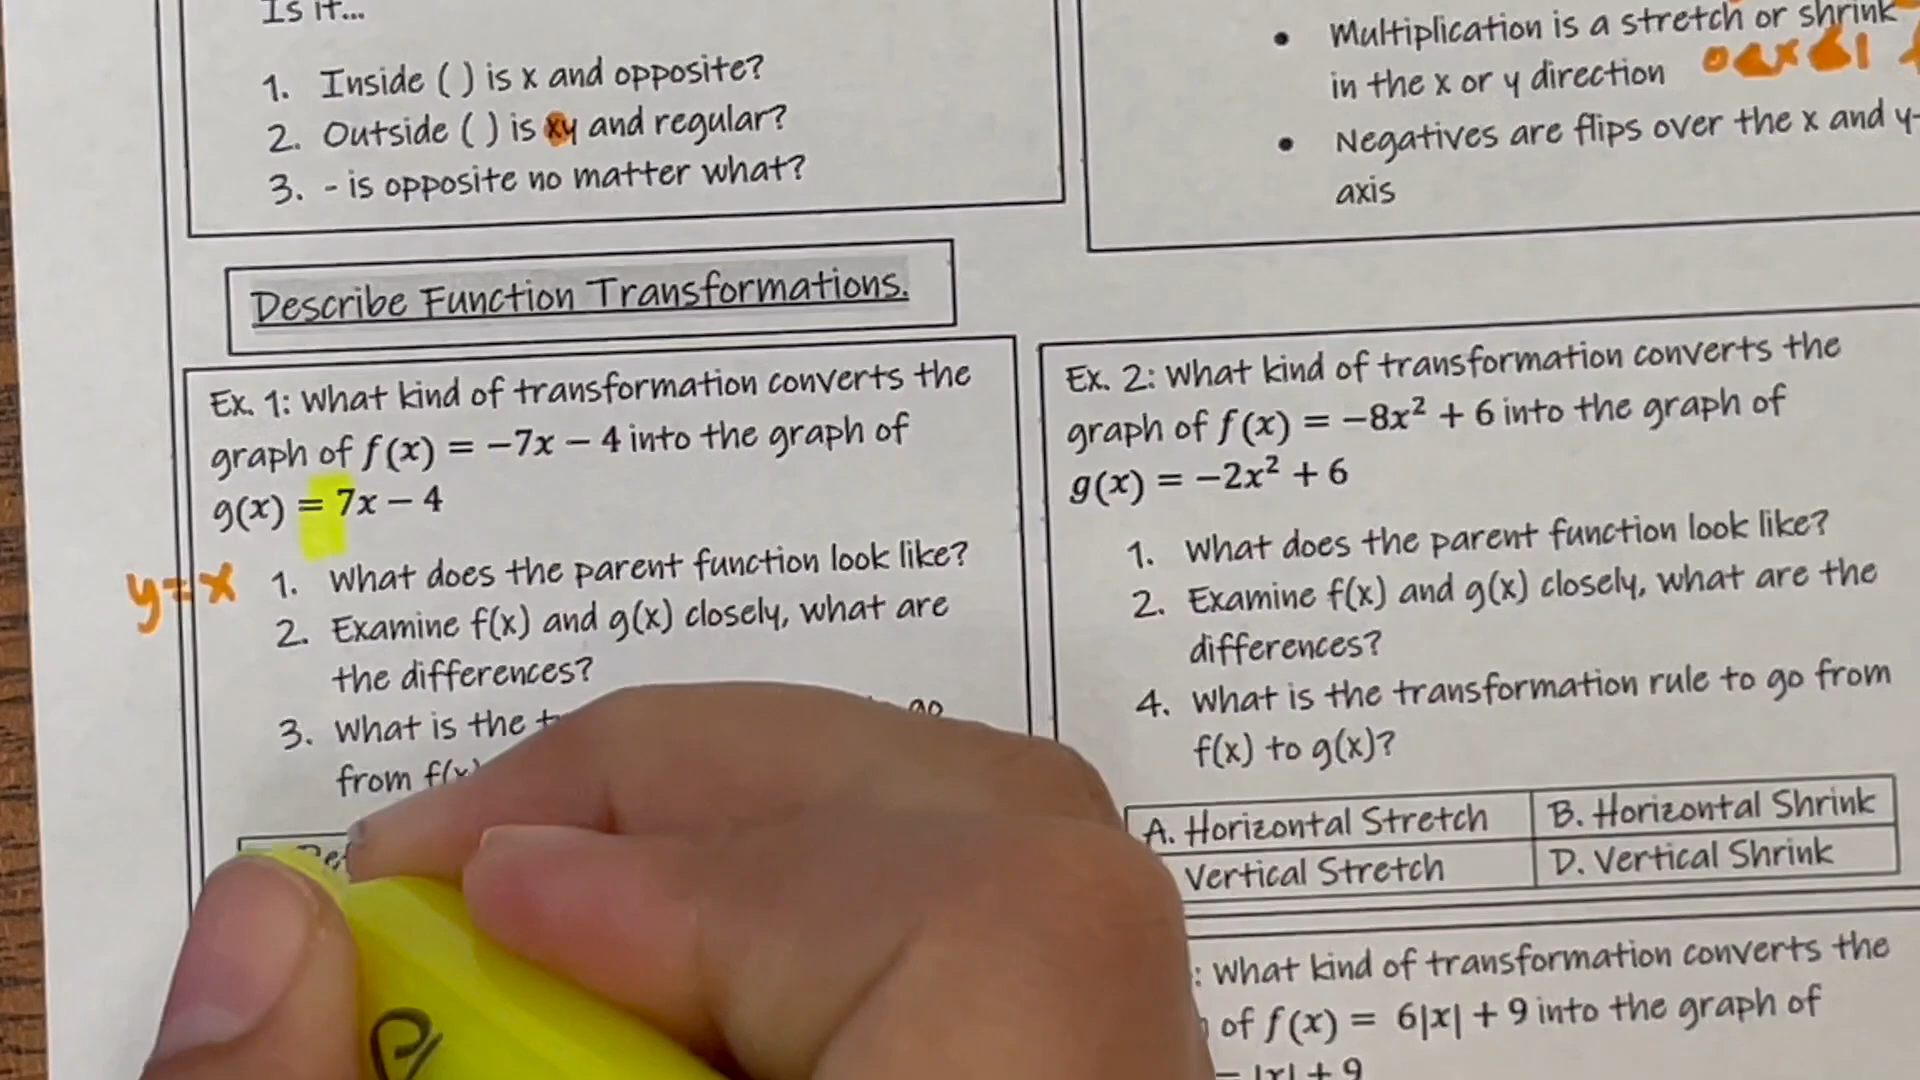 Is it...
1. Inside ( ) is x and opposite?
2. Outside ( ) is xy and regular?
3. - is opposite no matter what?
• Multiplication is a stretch or shrink
in the x or y direction 0<x<1
• Negatives are flips over the x and y-
axis
Describe Function Transformations.
Ex. 1: What kind of transformation converts the
graph of f(x) = −7x − 4 into the graph of
g(x) = 7x − 4
y=x
1. What does the parent function look like?
2. Examine f(x) and g(x) closely, what are
the differences?
3. What is the
go
from
Ex. 2: What kind of transformation converts the
graph of f(x) = −8x² + 6 into the graph of
g(x) = −2x² + 6
1. What does the parent function look like?
2. Examine f(x) and g(x) closely, what are the
differences?
4. What is the transformation rule to go from
f(x) to g(x)?
A. Horizontal Stretch
B. Horizontal Shrink
Vertical Stretch
D. Vertical Shrink
: What kind of transformation converts the
of f(x) = 6|x| + 9 into the graph of
|x| + 9